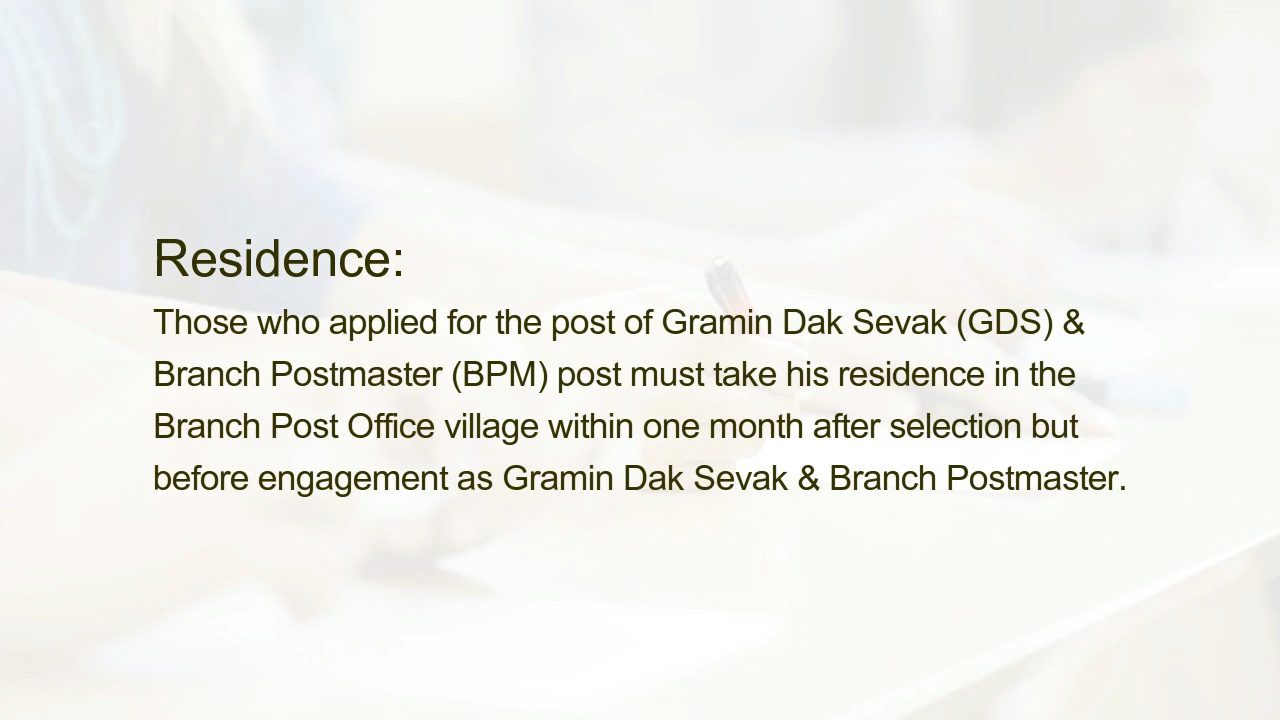 Residence:
Those who applied for the post of Gramin Dak Sevak (GDS) &
Branch Postmaster (BPM) post must take his residence in the
Branch Post Office village within one month after selection but
before engagement as Gramin Dak Sevak & Branch Postmaster.